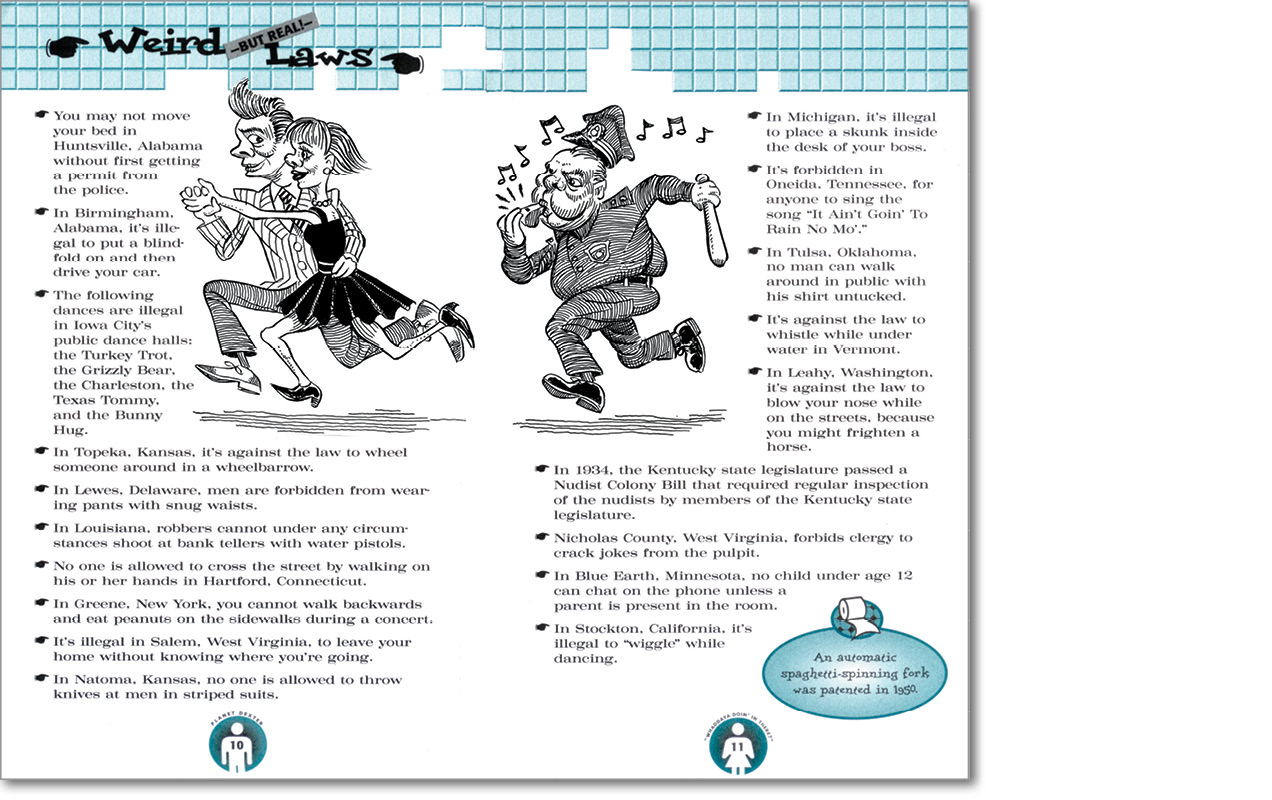 Weird
—BUT REAL!—
Laws
You may not move
your bed in
Huntsville, Alabama
without first getting
a permit from
the police.
In Birmingham,
Alabama, it's ille-
gal to put a blind-
fold on and then
drive your car.
The following
dances are illegal
in Iowa City's
public dance halls:
the Turkey Trot,
the Grizzly Bear,
the Charleston, the
Texas Tommy,
and the Bunny
Hug.
In Topeka, Kansas, it's against the law to wheel
someone around in a wheelbarrow.
In Lewes, Delaware, men are forbidden from wear-
ing pants with snug waists.
In Louisiana, robbers cannot under any circum-
stances shoot at bank tellers with water pistols.
No one is allowed to cross the street by walking on
his or her hands in Hartford, Connecticut.
In Greene, New York, you cannot walk backwards
and eat peanuts on the sidewalks during a concert.
It's illegal in Salem, West Virginia, to leave your
home without knowing where you're going.
In Natoma, Kansas, no one is allowed to throw
knives at men in striped suits.
PLANET DEXTER
10
In Michigan, it's illegal
to place a skunk inside
the desk of your boss.
It's forbidden in
Oneida, Tennessee, for
anyone to sing the
song “It Ain't Goin' To
Rain No Mo'.”
In Tulsa, Oklahoma,
no man can walk
around in public with
his shirt untucked.
It's against the law to
whistle while under
water in Vermont.
In Leahy, Washington,
it's against the law to
blow your nose while
on the streets, because
you might frighten a
horse.
In 1934, the Kentucky state legislature passed a
Nudist Colony Bill that required regular inspection
of the nudists by members of the Kentucky state
legislature.
Nicholas County, West Virginia, forbids clergy to
crack jokes from the pulpit.
In Blue Earth, Minnesota, no child under age 12
can chat on the phone unless a
parent is present in the room.
In Stockton, California, it's
illegal to “wiggle” while
dancing.
An automatic
spaghetti-spinning fork
was patented in 1950.
“WHADDAYA DOIN' IN THERE?”
11